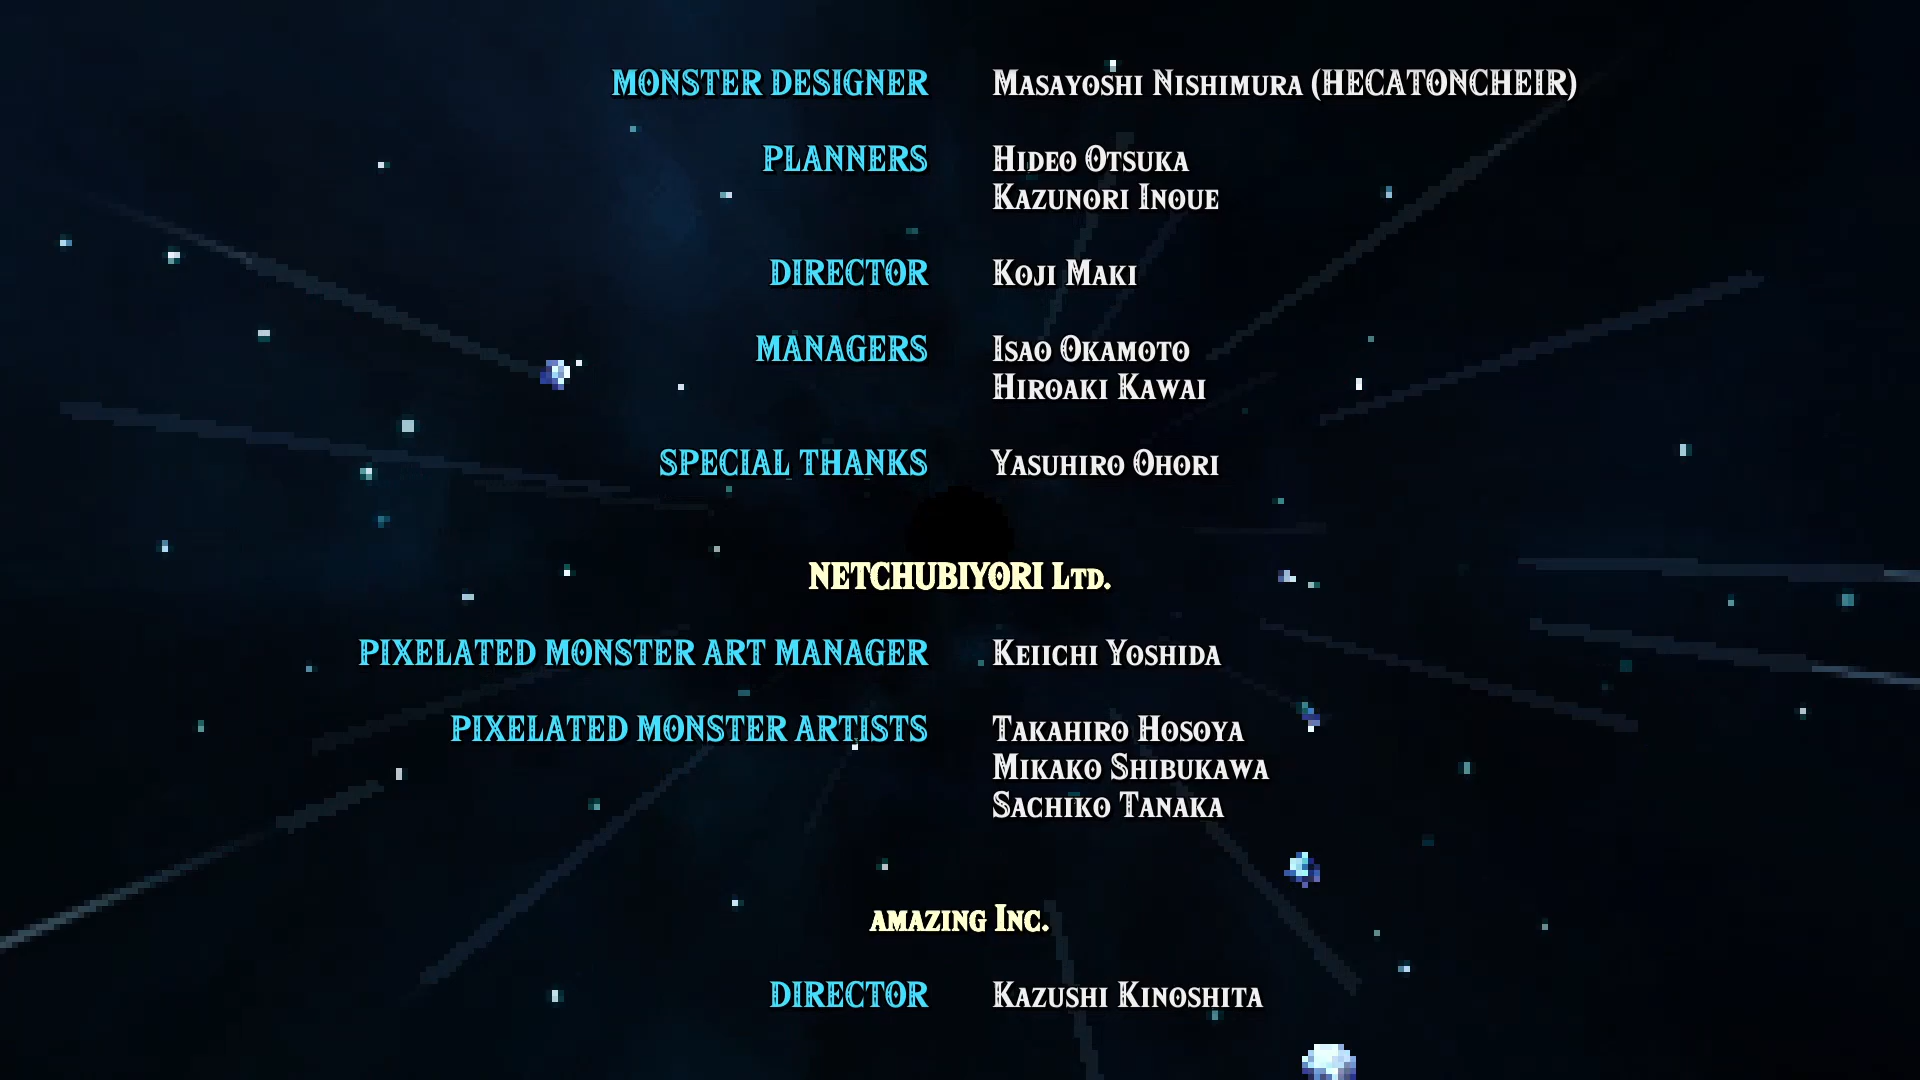 MONSTER DESIGNER Masayoshi Nishimura (HECATONCHEIR)
PLANNERS Hideo Otsuka
Kazunori Inoue
DIRECTOR Koji Maki
MANAGERS Isao Okamoto
Hiroaki Kawai
SPECIAL THANKS Yasuhiro Ohori
NETCHUBIYORI Ltd.
PIXELATED MONSTER ART MANAGER Keiichi Yoshida
PIXELATED MONSTER ARTISTS Takahiro Hosoya
Mikako Shibukawa
Sachiko Tanaka
amazing Inc.
DIRECTOR Kazushi Kinoshita